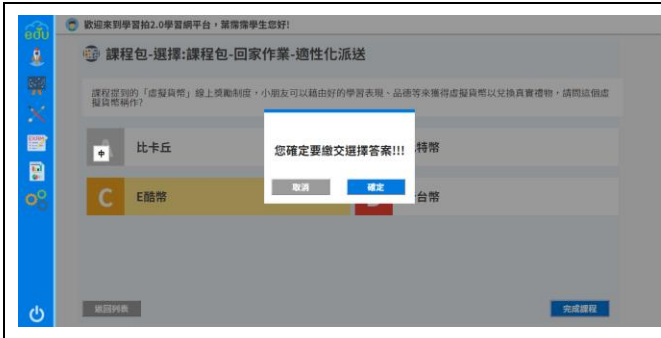 edu
歡迎來到學習拍2.0學習網平台，葉霈霈學生您好!
課程包-選擇:課程包-回家作業-適性化派送
課程提到的「虛擬貨幣」線上獎勵制度，小朋友可以藉由好的學習表現、品德等來獲得虛擬貨幣以兌換真實禮物，請問這個虛
擬貨幣稱作?
比卡丘
特幣
您確定要繳交選擇答案!!!
取消
確定
C
E酷幣
台幣
返回列表
完成課程